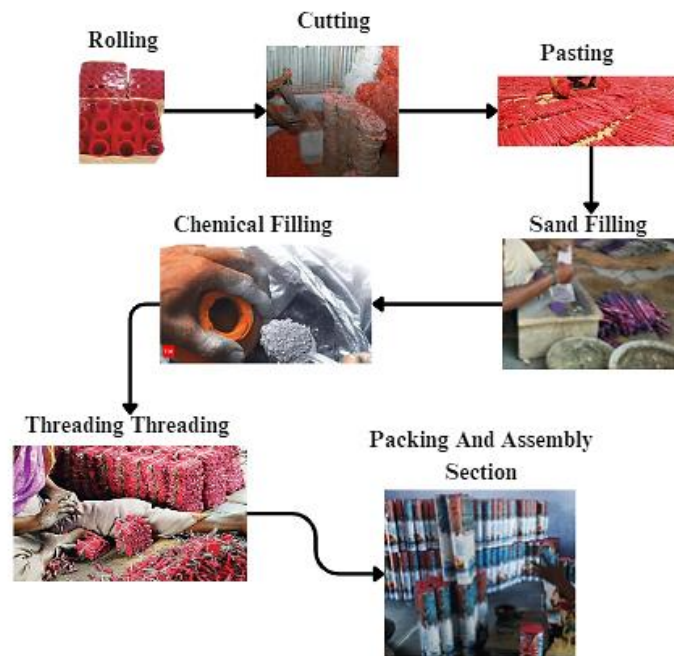 Rolling
Cutting
Pasting
Chemical Filling
Sand Filling
Threading Threading
Packing And Assembly
Section